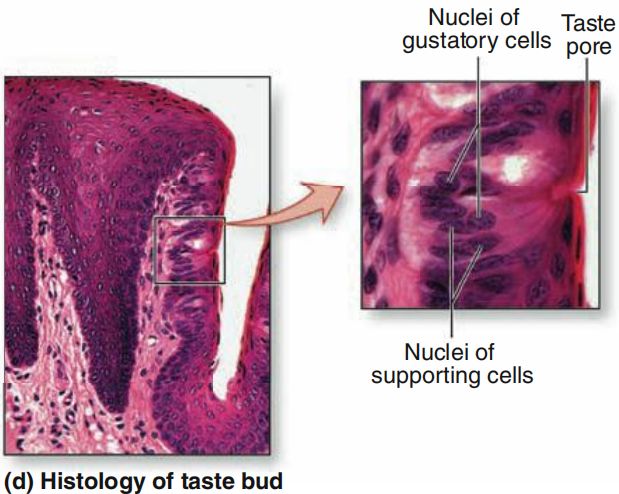 Nuclei of
gustatory cells
Taste
pore
Nuclei of
supporting cells
(d) Histology of taste bud